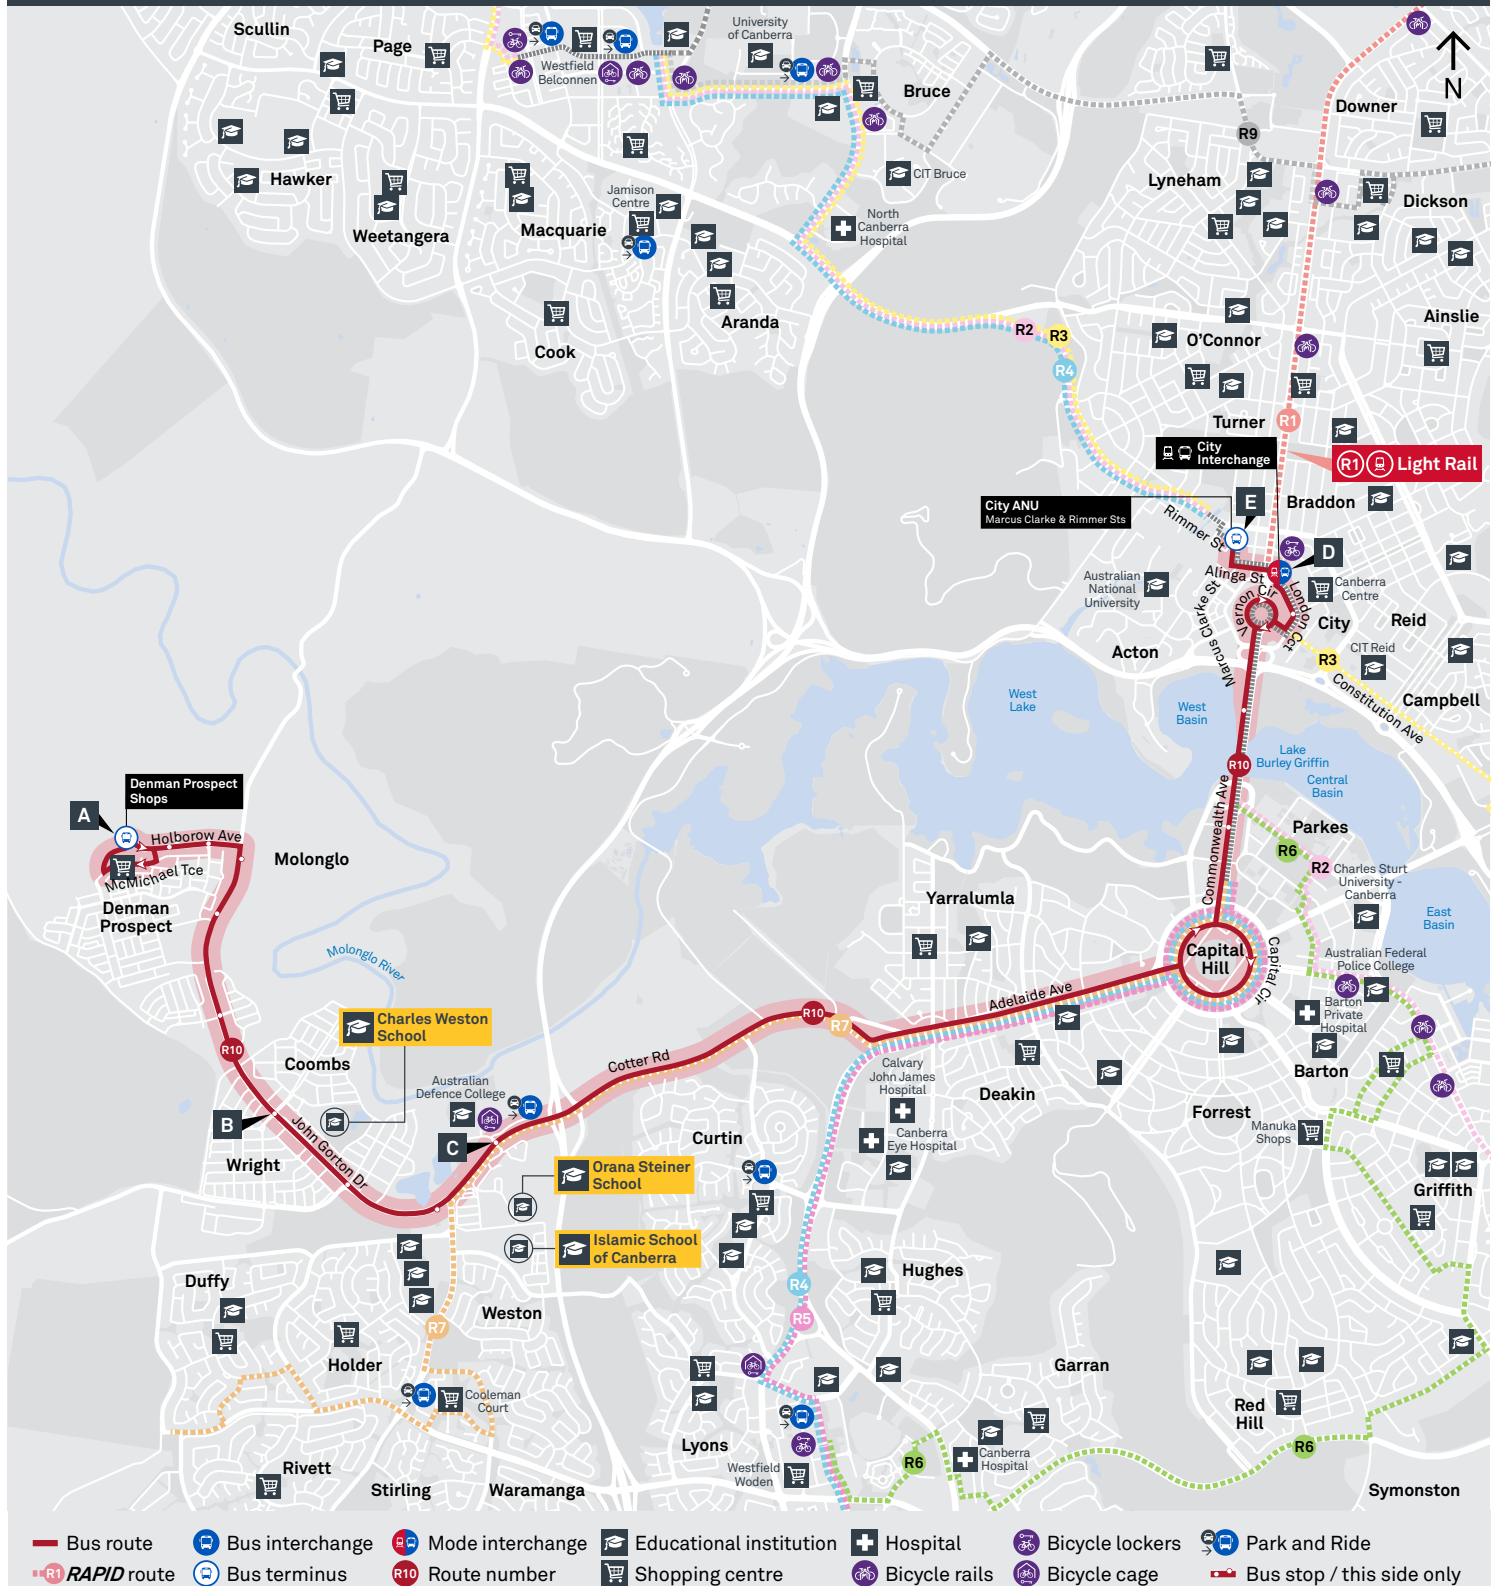 Scullin
Page
University
of Canberra
Westfield
Belconnen
Bruce
N
Downer
R9
Hawker
CIT Bruce
Lyneham
Dickson
Jamison
Centre
Weetangera
Macquarie
North
Canberra
Hospital
Aranda
Cook
R2
R3
R4
O'Connor
Ainslie
Turner
R1
City
Interchange
R1 Light Rail
City ANU
Marcus Clarke & Rimmer Sts
E
Braddon
Rimmer St
D
Alinga St
Australian
National
University
Canberra
Centre
Marcus Clarke St
Vernon Cir
London Cct
City
Reid
Acton
R3
CIT Reid
Constitution Ave
Campbell
West
Lake
West
Basin
Lake
Burley Griffin
R10
Central
Basin
Denman Prospect
Shops
A
Holborow Ave
Molonglo
McMichael Tce
Denman
Prospect
Commonwealth Ave
Parkes
R6
R2
Charles Sturt
University -
Canberra
Yarralumla
East
Basin
Molonglo River
Capital
Hill
Capital Cir
Australian Federal
Police College
Adelaide Ave
Barton
Private
Hospital
Charles Weston
School
R10
R7
R10
Coombs
Cotter Rd
Calvary
John James
Hospital
Deakin
Barton
Australian
Defence College
B
John Gorton Dr
C
Curtin
Canberra
Eye Hospital
Forrest
Manuka
Shops
Wright
Orana Steiner
School
Griffith
Islamic School
of Canberra
Duffy
Hughes
R4
Weston
R5
R7
Holder
Garran
Cooleman
Court
Red
Hill
Lyons
R6
R6
Canberra
Hospital
Westfield
Woden
Rivett
Stirling
Waramanga
Symonston
Bus route
Bus interchange
Mode interchange
Educational institution
Hospital
Bicycle lockers
Park and Ride
R1 RAPID route
Bus terminus
R10 Route number
Shopping centre
Bicycle rails
Bicycle cage
Bus stop / this side only